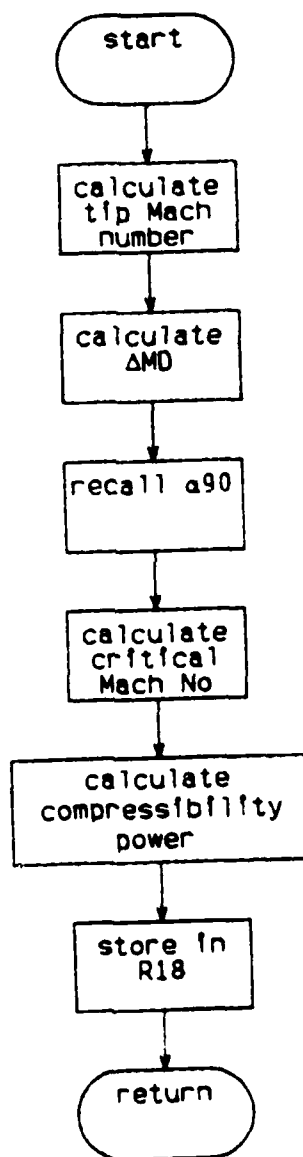 start
calculate
tip Mach
number
calculate
ΔMD
recall α90
calculate
critical
Mach No
calculate
compressibility
power
store in
R18
return